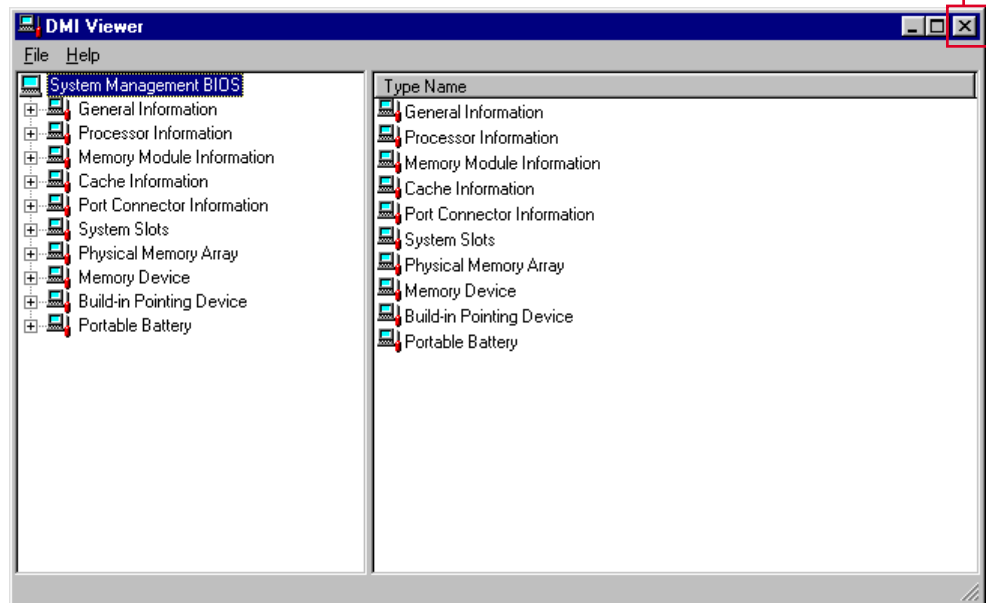 DMI Viewer
File Help
System Management BIOS
General Information
Processor Information
Memory Module Information
Cache Information
Port Connector Information
System Slots
Physical Memory Array
Memory Device
Build-in Pointing Device
Portable Battery
Type Name
General Information
Processor Information
Memory Module Information
Cache Information
Port Connector Information
System Slots
Physical Memory Array
Memory Device
Build-in Pointing Device
Portable Battery